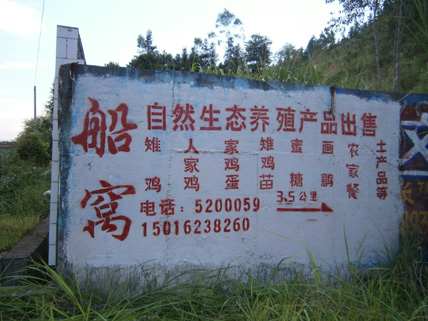 船窝
自然生态养殖产品出售
雉鸡
人家鸡
家鸡蛋
雉鸡苗
蜜糖
画鹛
农家餐
土产品等
3.5公里
电话：5200059
15016238260